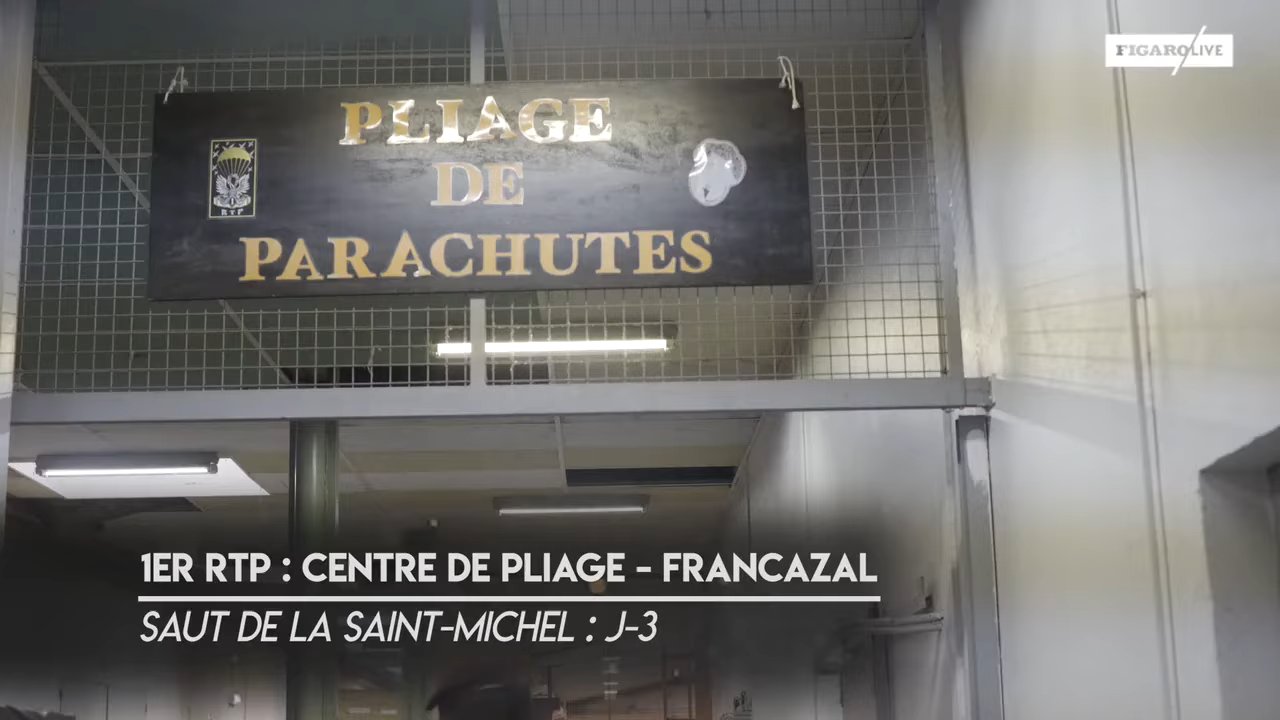 FIGARO/LIVE
PLIAGE
DE
PARACHUTES
RTP
1ER RTP : CENTRE DE PLIAGE - FRANCAZAL
SAUT DE LA SAINT-MICHEL : J-3